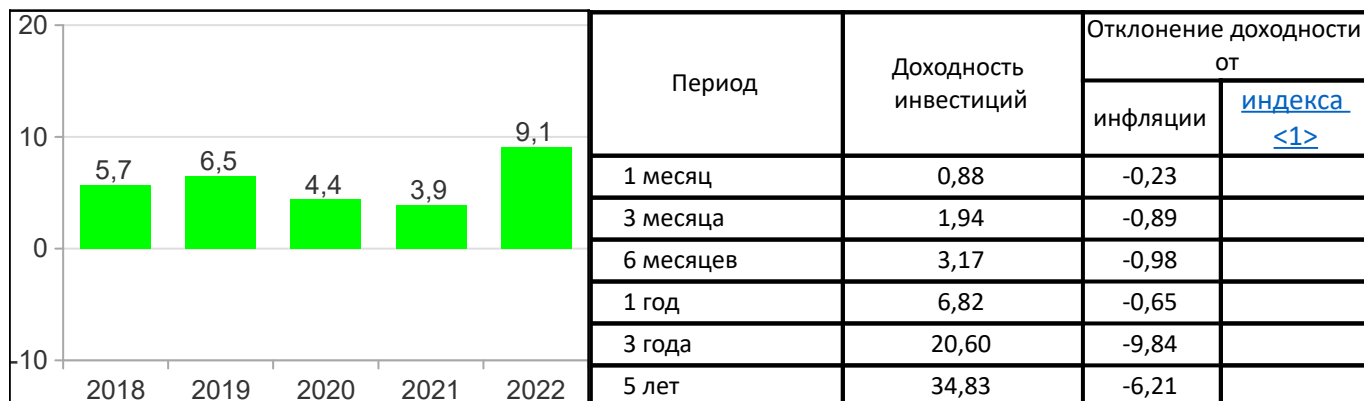 20
10
0
-10
5,7
6,5
4,4
3,9
9,1
2018 2019 2020 2021 2022
Период
Доходность
инвестиций
Отклонение доходности
от
инфляции
индекса
<1>
1 месяц 0,88 -0,23
3 месяца 1,94 -0,89
6 месяцев 3,17 -0,98
1 год 6,82 -0,65
3 года 20,60 -9,84
5 лет 34,83 -6,21